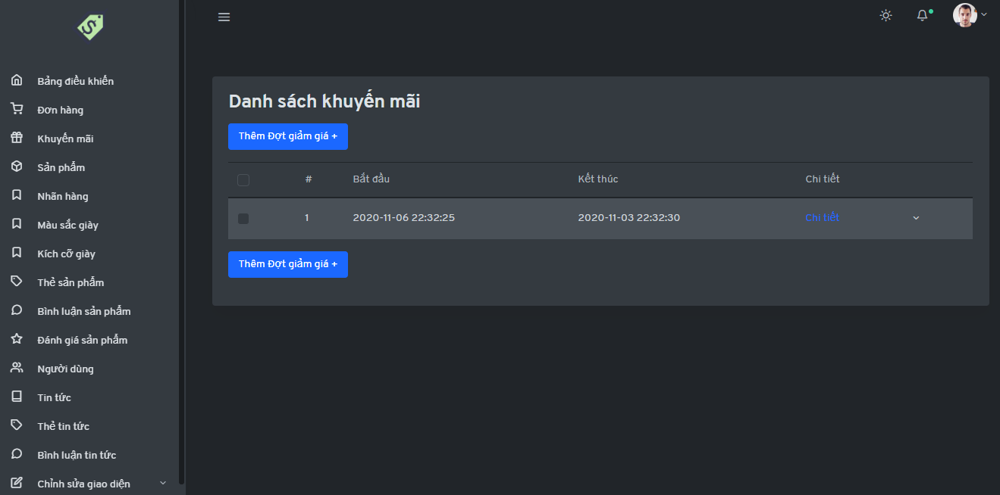 Bảng điều khiển
Đơn hàng
Khuyến mãi
Sản phẩm
Nhãn hàng
Màu sắc giày
Kích cỡ giày
Thẻ sản phẩm
Bình luận sản phẩm
Đánh giá sản phẩm
Người dùng
Tin tức
Thẻ tin tức
Bình luận tin tức
Chỉnh sửa giao diện
Danh sách khuyến mãi
Thêm Đợt giảm giá +
# Bắt đầu Kết thúc Chi tiết
1 2020-11-06 22:32:25 2020-11-03 22:32:30 Chi tiết
Thêm Đợt giảm giá +